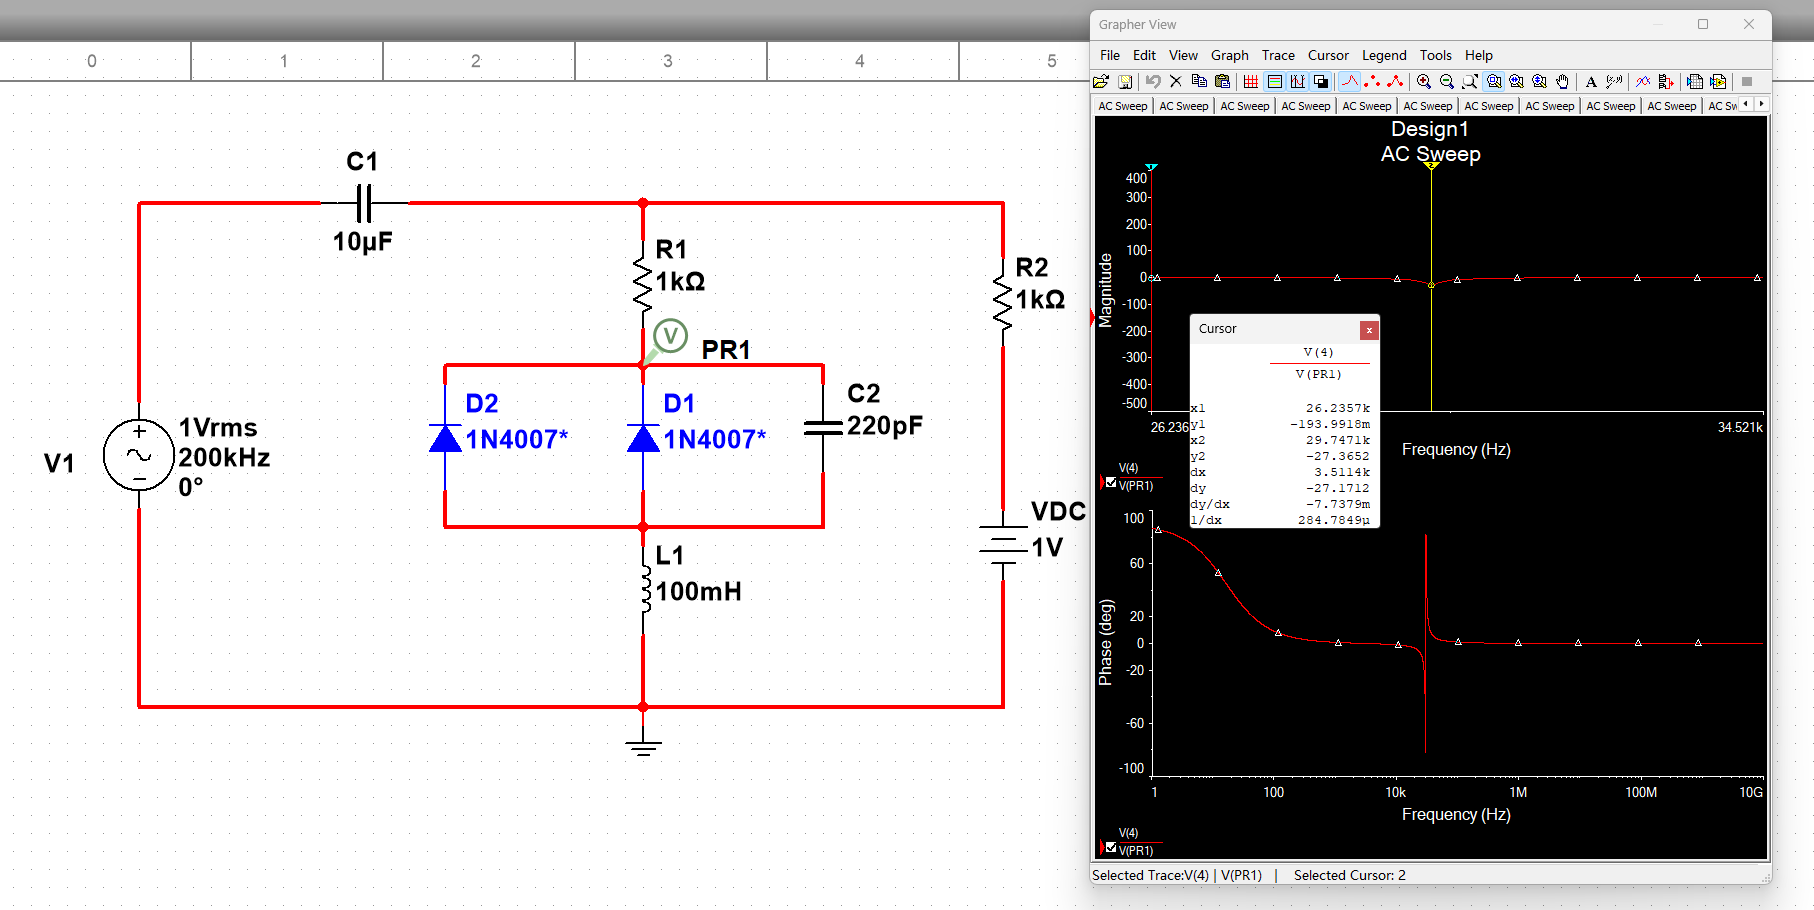 0 1 2 3 4 5
C1
10µF
R1
1kΩ
R2
1kΩ
V
PR1
D2
1N4007*
D1
1N4007*
C2
220pF
V1
1Vrms
200kHz
0°
VDC
1V
L1
100mH
Grapher View
File Edit View Graph Trace Cursor Legend Tools Help
AC Sweep AC Sweep AC Sweep AC Sweep AC Sweep AC Sweep AC Sweep AC Sweep AC Sweep AC Sweep AC Sw
Design1
AC Sweep
1 2
400
300
200
100
0
-100
-200
-300
-400
-500
Magnitude
26.236
34.521k
Frequency (Hz)
V(4)
V(PR1)
Cursor
V(4)
V(PR1)
x1 26.2357k
y1 -193.9918m
x2 29.7471k
y2 -27.3652
dx 3.5114k
dy -27.1712
dy/dx -7.7379m
1/dx 284.7849µ
100
60
20
0
-20
-60
-100
Phase (deg)
1 100 10k 1M 100M 10G
Frequency (Hz)
V(4)
V(PR1)
Selected Trace:V(4) | V(PR1) | Selected Cursor: 2